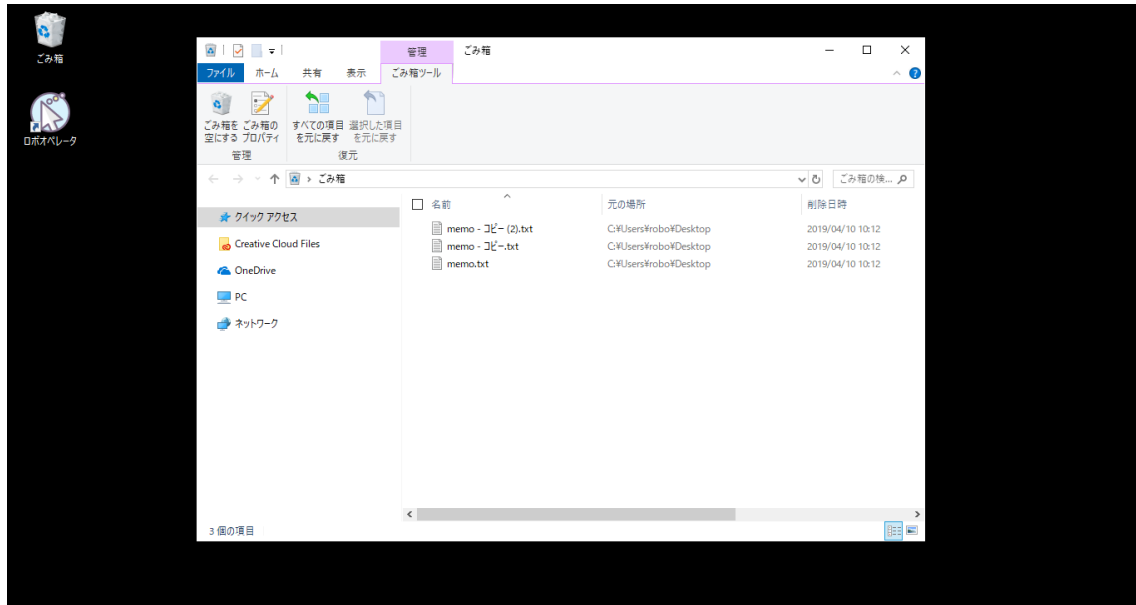 ごみ箱
ロボオペレータ
管理 ごみ箱
ファイル ホーム 共有 表示 ごみ箱ツール
ごみ箱を ごみ箱の すべての項目 選択した項目
空にする プロパティ を元に戻す を元に戻す
管理 復元
ごみ箱 ごみ箱の検...
名前 元の場所 削除日時
クイック アクセス
memo - コピー (2).txt C:¥Users¥robo¥Desktop 2019/04/10 10:12
Creative Cloud Files
memo - コピー.txt C:¥Users¥robo¥Desktop 2019/04/10 10:12
memo.txt C:¥Users¥robo¥Desktop 2019/04/10 10:12
OneDrive
PC
ネットワーク
3 個の項目